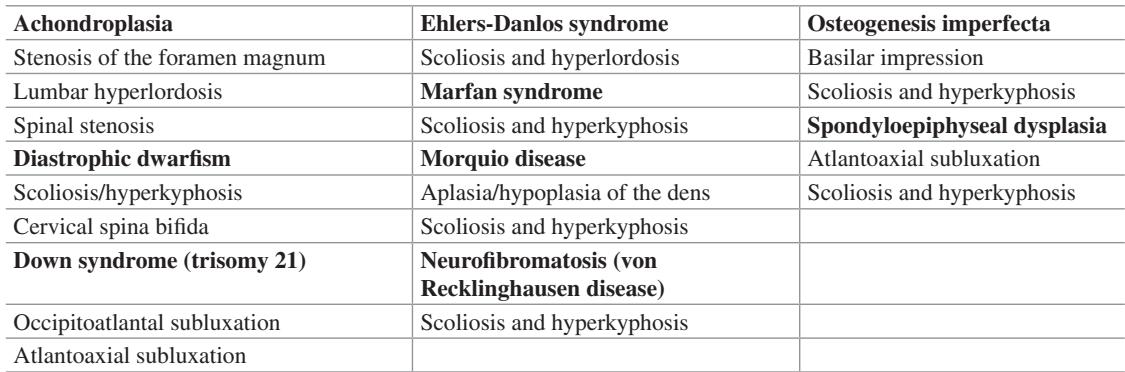 Achondroplasia
Stenosis of the foramen magnum
Lumbar hyperlordosis
Spinal stenosis
Diastrophic dwarfism
Scoliosis/hyperkyphosis
Cervical spina bifida
Down syndrome (trisomy 21)
Occipitoatlantal subluxation
Atlantoaxial subluxation
Ehlers-Danlos syndrome
Scoliosis and hyperlordosis
Marfan syndrome
Scoliosis and hyperkyphosis
Morquio disease
Aplasia/hypoplasia of the dens
Scoliosis and hyperkyphosis
Neurofibromatosis (von
Recklinghausen disease)
Scoliosis and hyperkyphosis
Osteogenesis imperfecta
Basilar impression
Scoliosis and hyperkyphosis
Spondyloepiphyseal dysplasia
Atlantoaxial subluxation
Scoliosis and hyperkyphosis